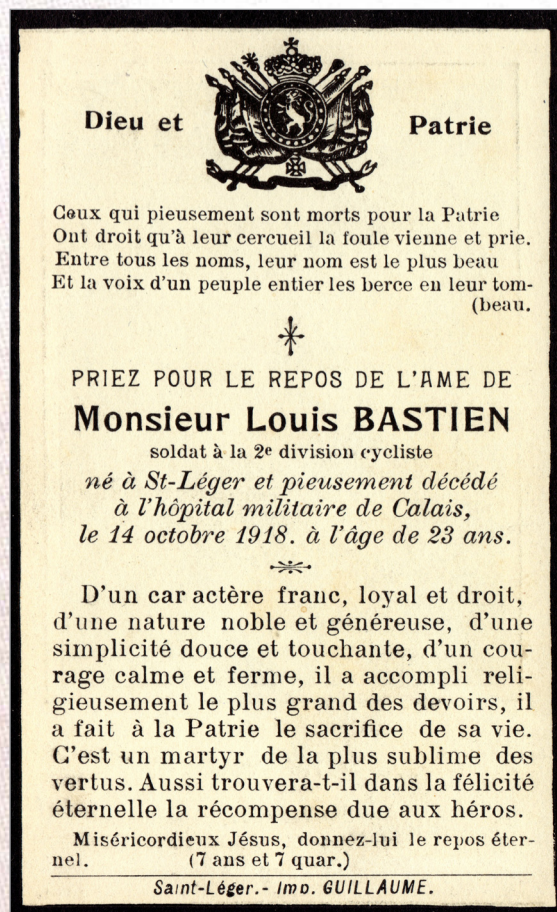 Dieu et Patrie
Ceux qui pieusement sont morts pour la Patrie
Ont droit qu'à leur cercueil la foule vienne et prie.
Entre tous les noms, leur nom est le plus beau
Et la voix d'un peuple entier les berce en leur tom-
(beau.
PRIEZ POUR LE REPOS DE L'AME DE
Monsieur Louis BASTIEN
soldat à la 2e division cycliste
né à St-Léger et pieusement décédé
à l'hôpital militaire de Calais,
le 14 octobre 1918. à l'âge de 23 ans.
D'un car actère franc, loyal et droit,
d'une nature noble et généreuse, d'une
simplicité douce et touchante, d'un cou-
rage calme et ferme, il a accompli reli-
gieusement le plus grand des devoirs, il
a fait à la Patrie le sacrifice de sa vie.
C'est un martyr de la plus sublime des
vertus. Aussi trouvera-t-il dans la félicité
éternelle la récompense due aux héros.
Miséricordieux Jésus, donnez-lui le repos éter-
nel. (7 ans et 7 quar.)
Saint-Léger.- Imp. GUILLAUME.